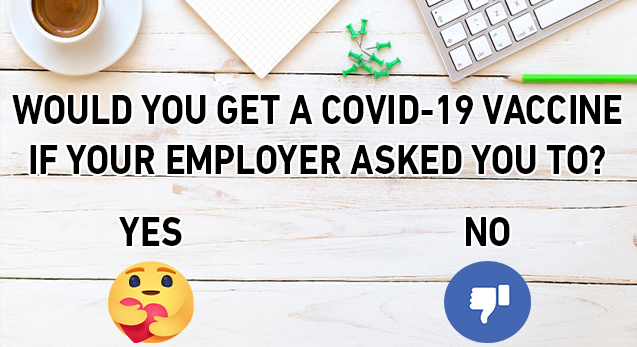 WOULD YOU GET A COVID-19 VACCINE
IF YOUR EMPLOYER ASKED YOU TO?
YES
NO